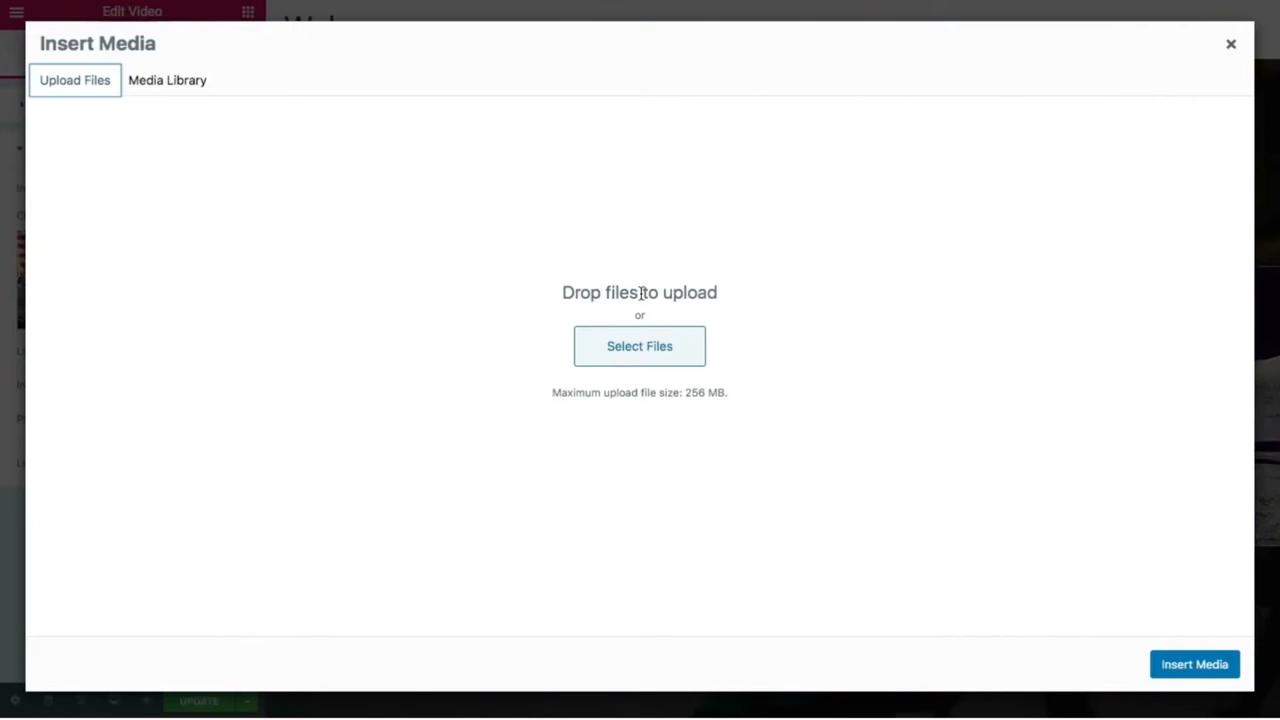 Edit Video
Insert Media
Upload Files
Media Library
Drop files to upload
or
Select Files
Maximum upload file size: 256 MB.
Insert Media
UPDATE